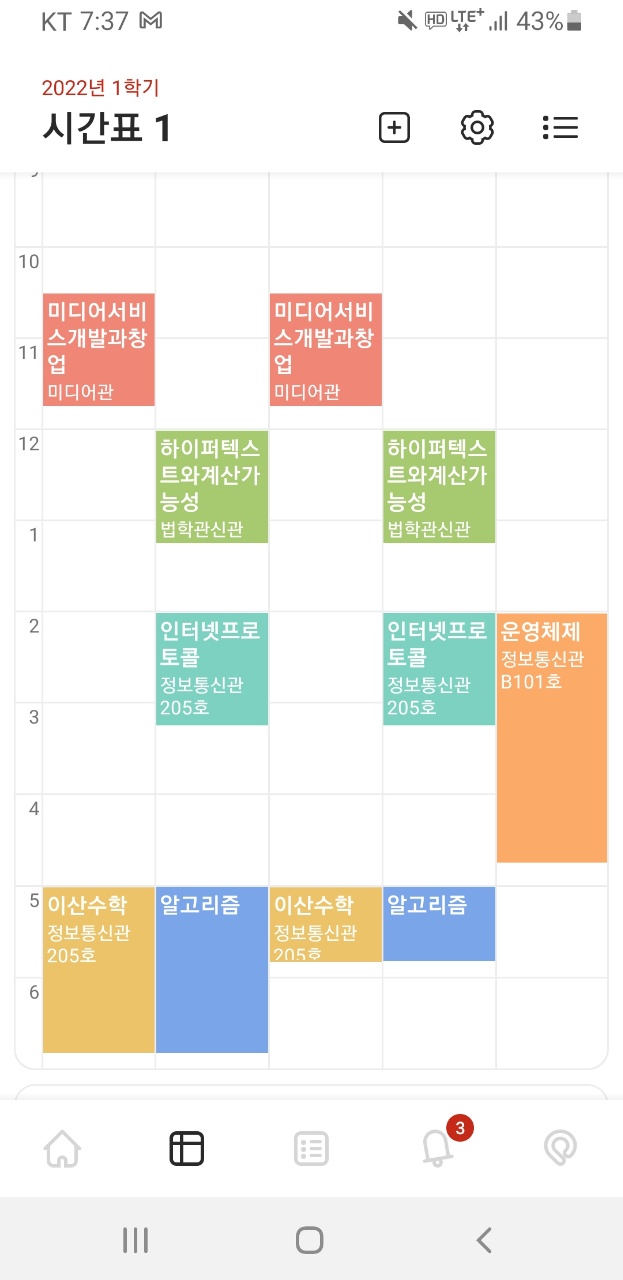 KT 7:37
HD LTE+ 43%
2022년 1학기
시간표 1
10
미디어서비
스개발과창
업
미디어관
미디어서비
스개발과창
업
미디어관
11
12
하이퍼텍스
트와계산가
능성
법학관신관
하이퍼텍스
트와계산가
능성
법학관신관
1
2
인터넷프로
토콜
정보통신관
205호
인터넷프로
토콜
정보통신관
205호
운영체제
정보통신관
B101호
3
4
5
이산수학
정보통신관
205호
알고리즘
이산수학
정보통신관
205호
알고리즘
6
3